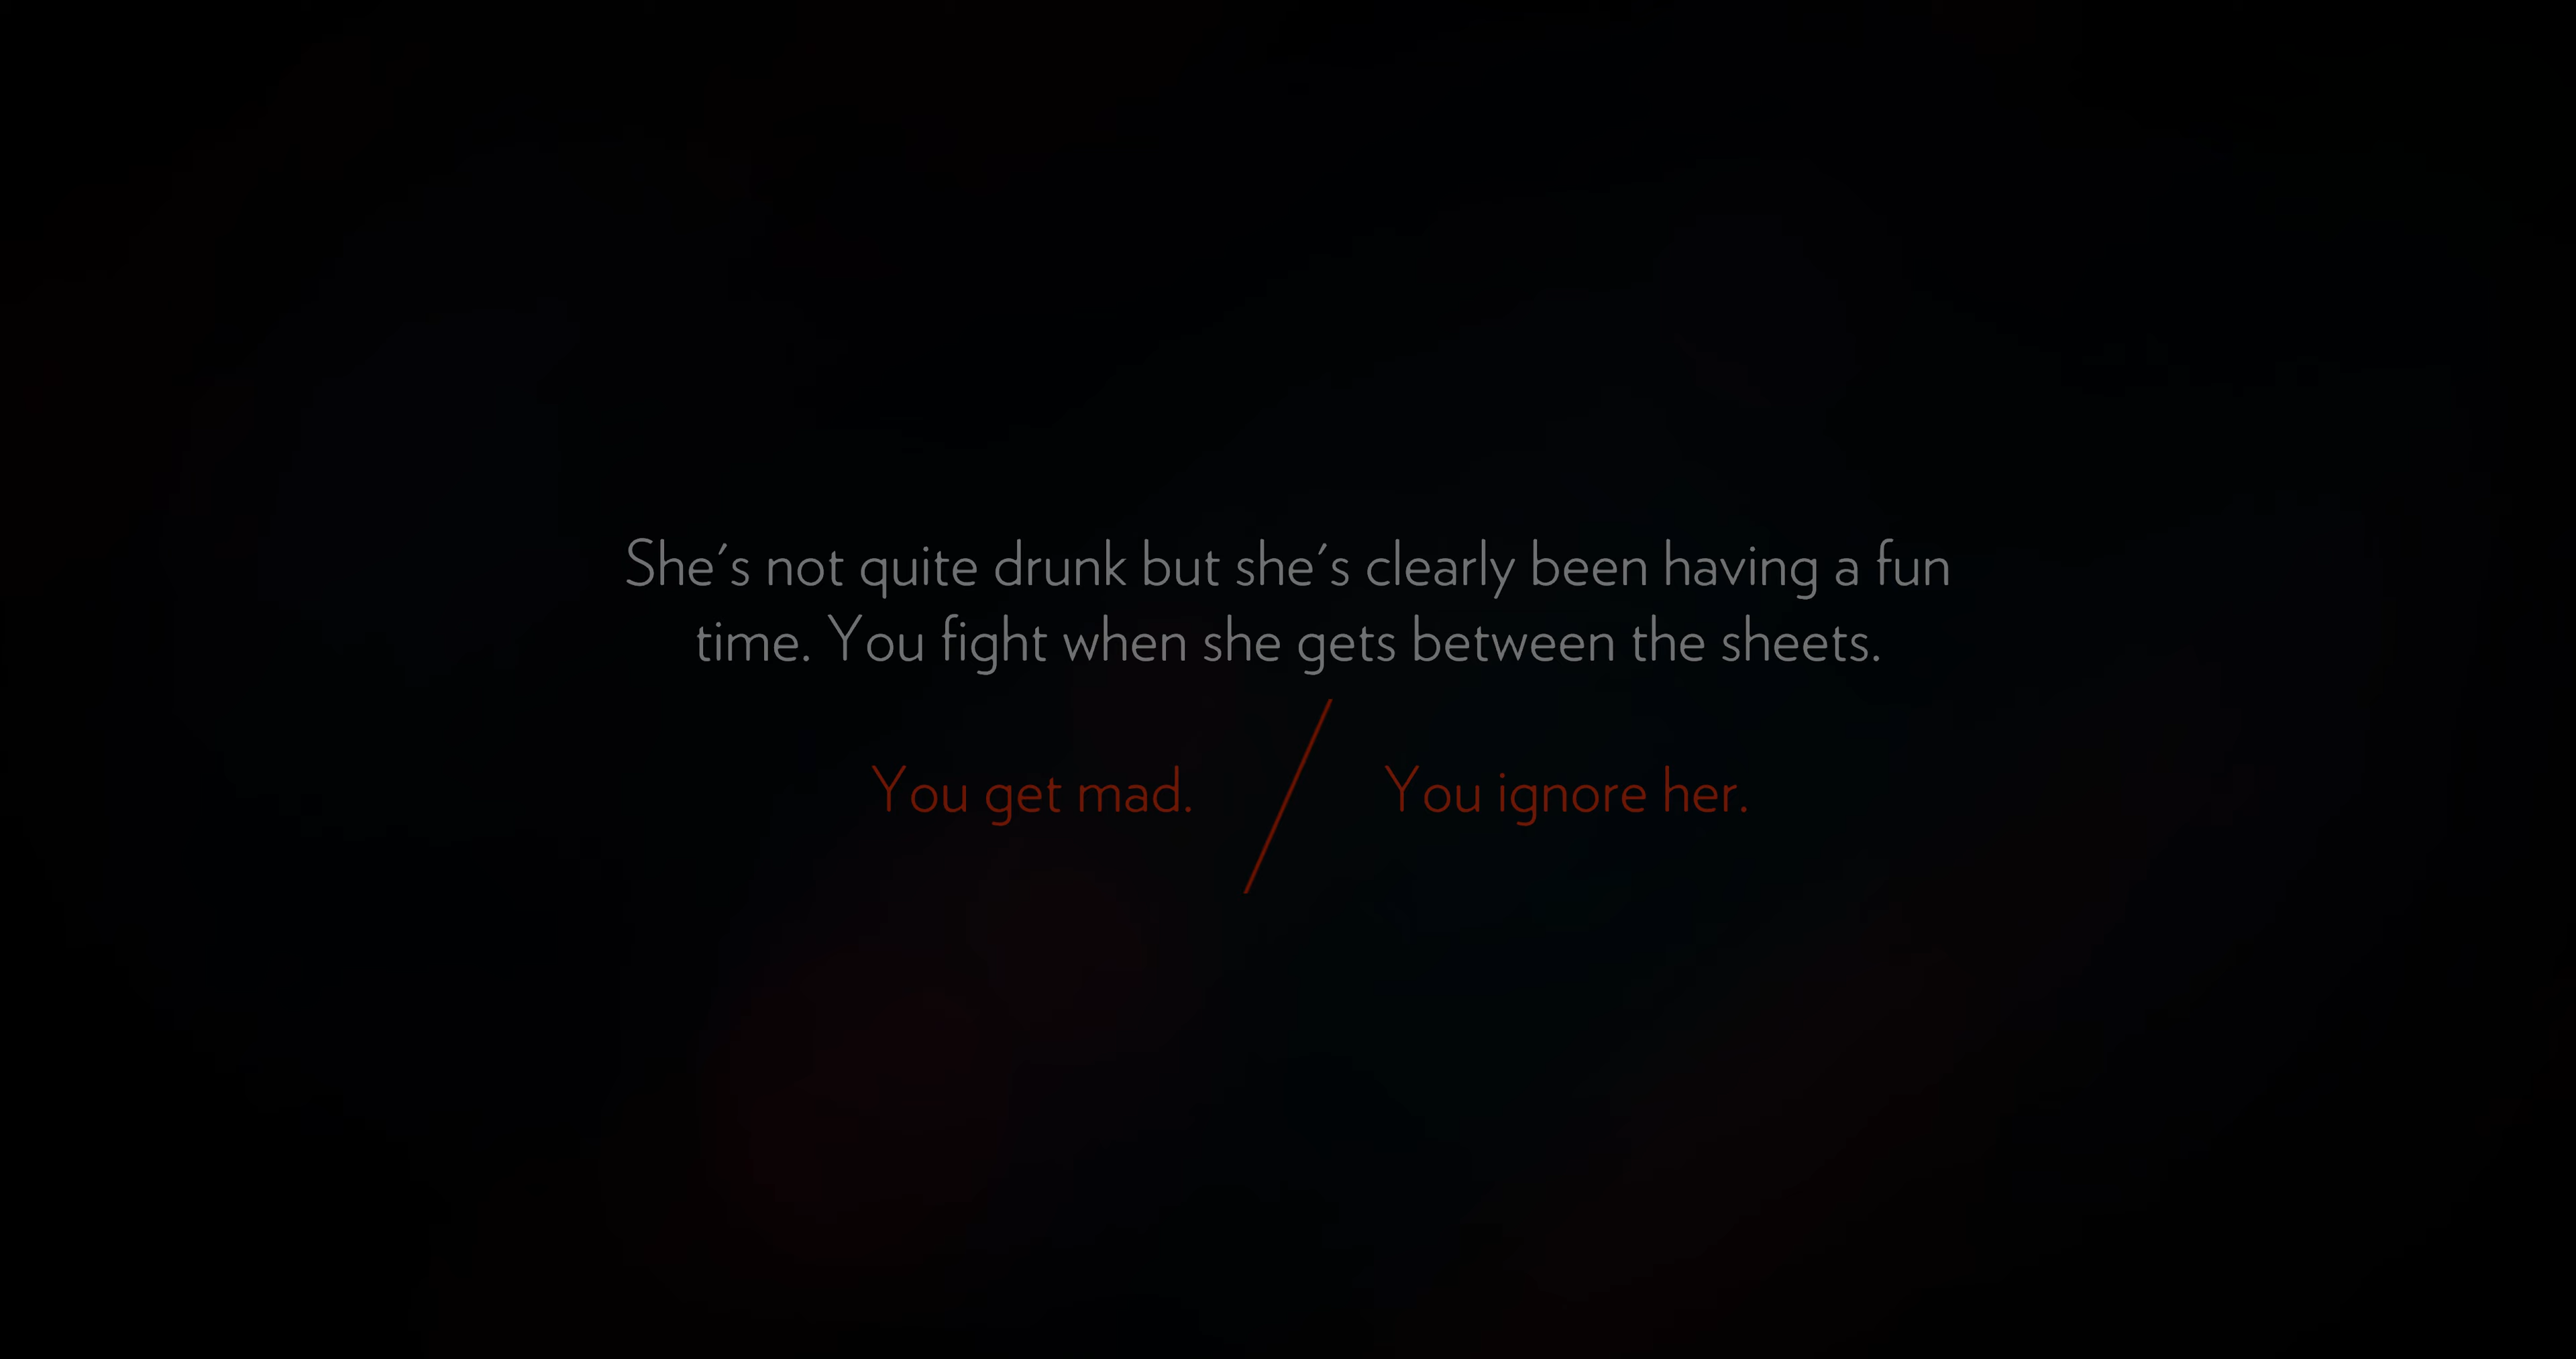 She's not quite drunk but she's clearly been having a fun
time. You fight when she gets between the sheets.
You get mad. / You ignore her.